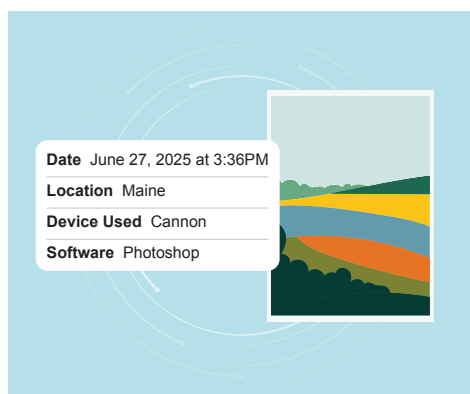 Date June 27, 2025 at 3:36PM
Location Maine
Device Used Cannon
Software Photoshop